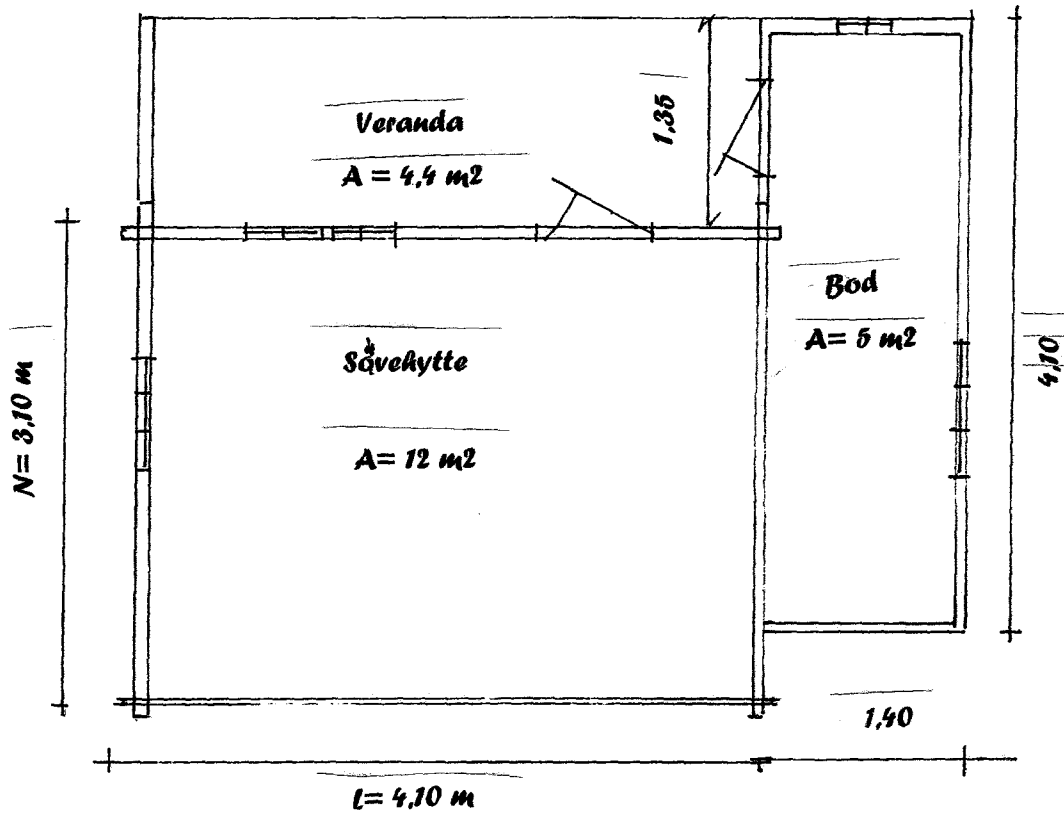 Veranda
A = 4,4 m2
1,35
Bod
A= 5 m2
4,10
N= 3,10 m
Sovehytte
A= 12 m2
1,40
l= 4,10 m